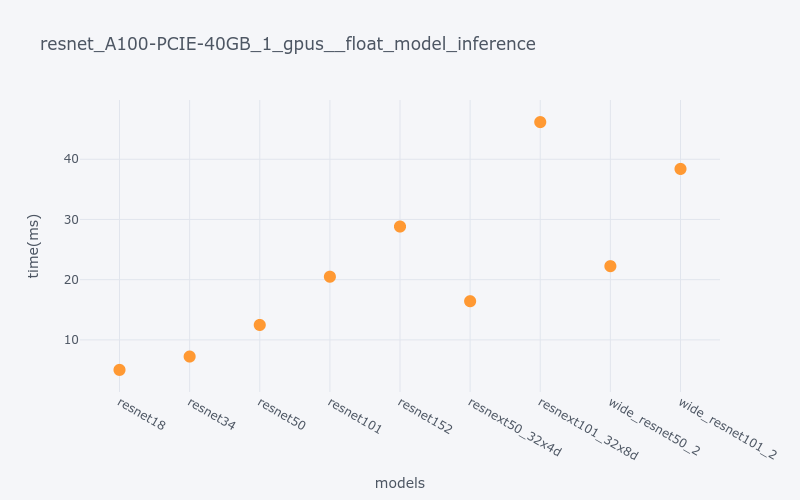 resnet_A100-PCIE-40GB_1_gpus__float_model_inference
time(ms)
40
30
20
10
resnet18
resnet34
resnet50
resnet101
resnet152
resnext50_32x4d
resnext101_32x8d
wide_resnet50_2
wide_resnet101_2
models